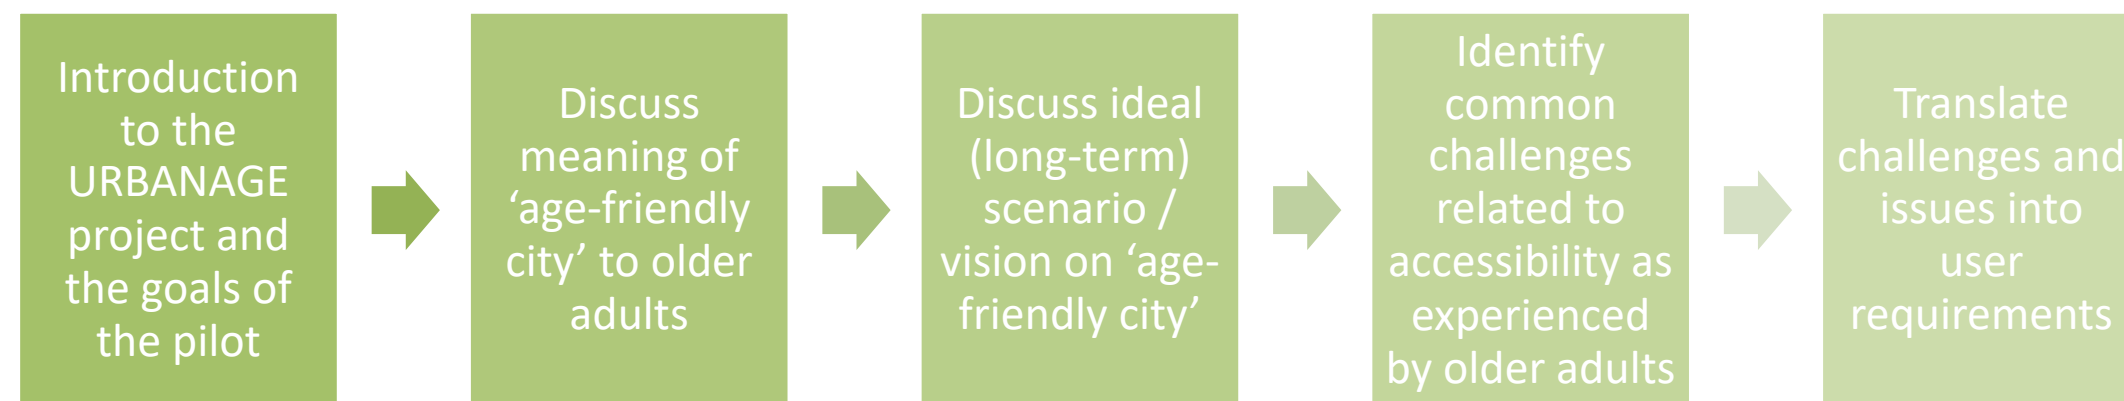 Introduction
to the
URBANAGE
project and
the goals of
the pilot
Discuss
meaning of
‘age-friendly
city’ to older
adults
Discuss ideal
(long-term)
scenario /
vision on ‘age-
friendly city’
Identify
common
challenges
related to
accessibility as
experienced
by older adults
Translate
challenges and
issues into
user
requirements